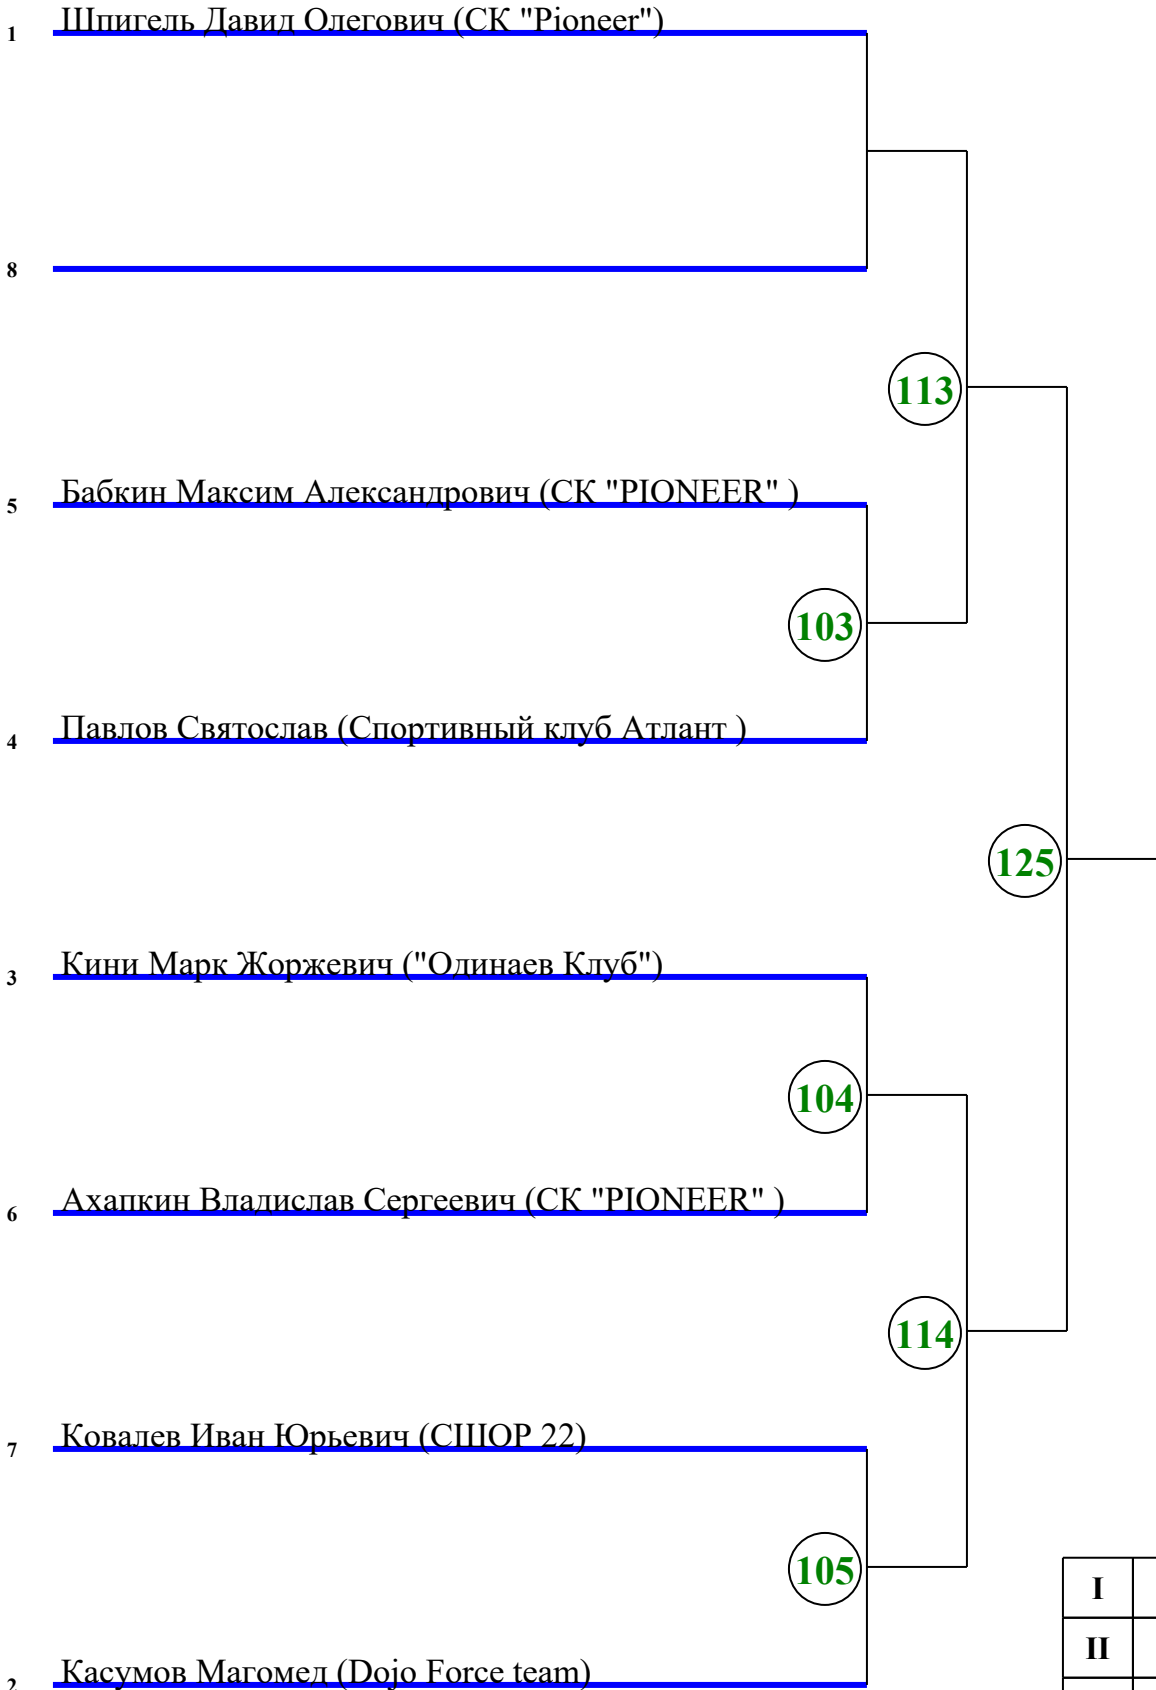 1 Шпигель Давид Олегович (СК "Pioneer")
8
113
5 Бабкин Максим Александрович (СК "PIONEER" )
103
4 Павлов Святослав (Спортивный клуб Атлант )
125
3 Кини Марк Жоржевич ("Одинаев Клуб")
104
6 Ахапкин Владислав Сергеевич (СК "PIONEER" )
114
7 Ковалев Иван Юрьевич (СШОР 22)
105
I
II
2 Касумов Магомед (Dojo Force team)